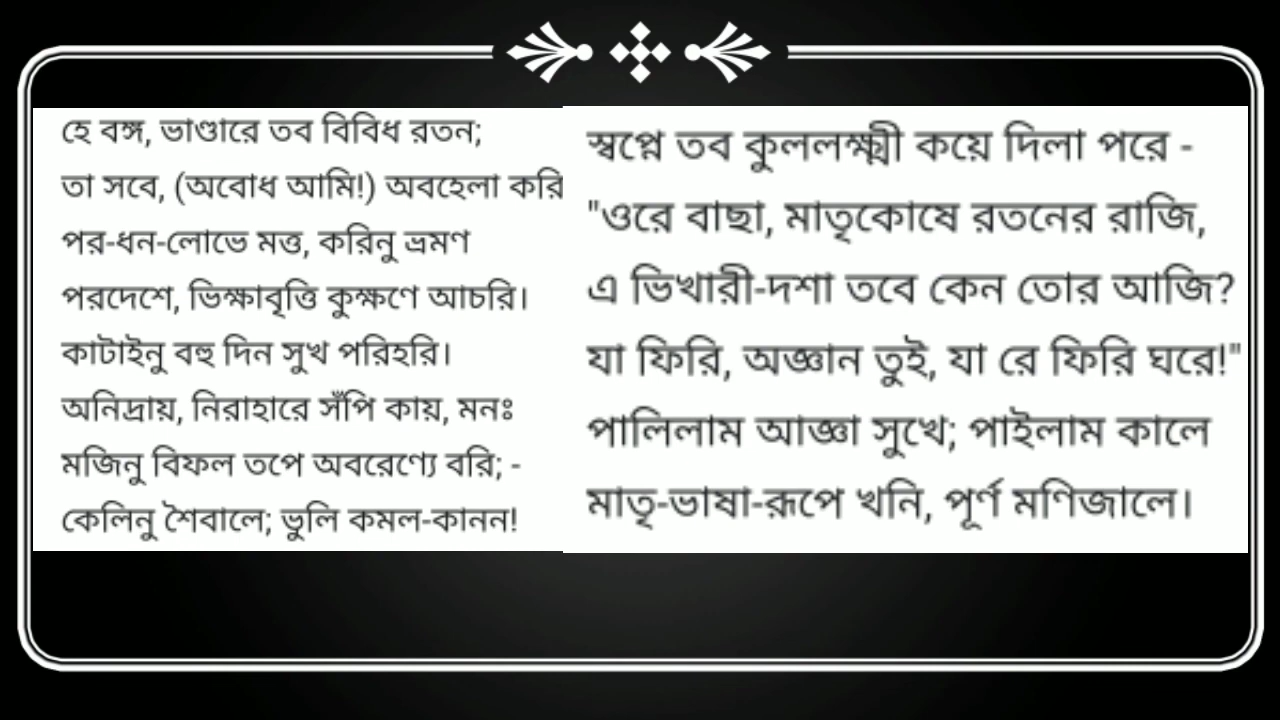 হে বঙ্গ, ভাণ্ডারে তব বিবিধ রতন;
তা সবে, (অবোধ আমি!) অবহেলা করি
পর-ধন-লোভে মত্ত, করিনু ভ্রমণ
পরদেশে, ভিক্ষাবৃত্তি কুক্ষণে আচরি।
কাটাইনু বহু দিন সুখ পরিহরি।
অনিদ্রায়, নিরাহারে সঁপি কায়, মনঃ
মজিনু বিফল তপে অবরেণ্যে বরি; -
কেলিনু শৈবালে; ভুলি কমল-কানন!
স্বপ্নে তব কুললক্ষ্মী কয়ে দিলা পরে -
"ওরে বাছা, মাতৃকোষে রতনের রাজি,
এ ভিখারী-দশা তবে কেন তোর আজি?
যা ফিরি, অজ্ঞান তুই, যা রে ফিরি ঘরে!"
পালিলাম আজ্ঞা সুখে; পাইলাম কালে
মাতৃ-ভাষা-রূপে খনি, পূর্ণ মণিজালে।